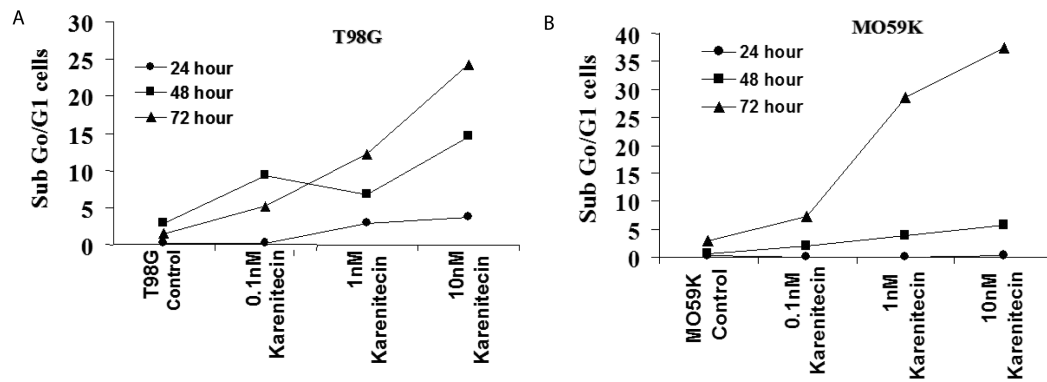 A
T98G
Sub Go/G1 cells
30
25
20
15
10
5
0
24 hour
48 hour
72 hour
T98G
Control
0.1nM
Karenitecin
1nM
Karenitecin
10nM
Karenitecin
B
MO59K
Sub Go/G1 cells
40
35
30
25
20
15
10
5
0
24 hour
48 hour
72 hour
MO59K
Control
0.1nM
Karenitecin
1nM
Karenitecin
10nM
Karenitecin